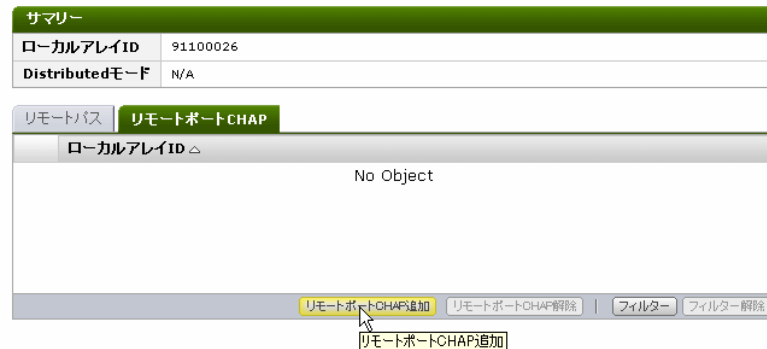 サマリー
ローカルアレイID 91100026
Distributedモード N/A
リモートパス リモートポートCHAP
ローカルアレイID △
No Object
リモートポートCHAP追加 リモートポートCHAP解除 | フィルター フィルター解除
リモートポートCHAP追加